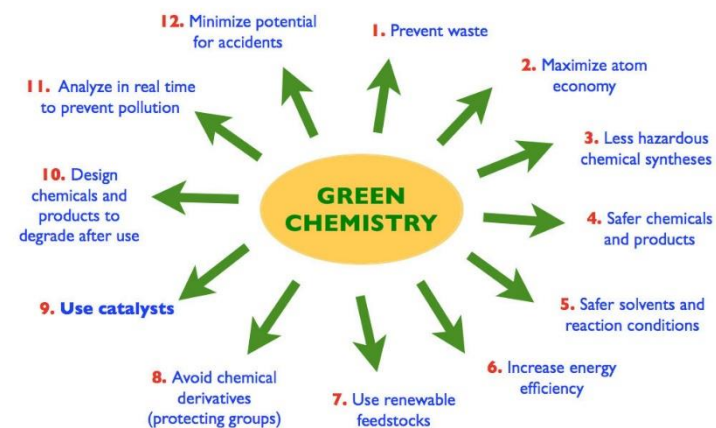 GREEN
CHEMISTRY
1. Prevent waste
2. Maximize atom
economy
3. Less hazardous
chemical syntheses
4. Safer chemicals
and products
5. Safer solvents and
reaction conditions
6. Increase energy
efficiency
7. Use renewable
feedstocks
8. Avoid chemical
derivatives
(protecting groups)
9. Use catalysts
10. Design
chemicals and
products to
degrade after use
11. Analyze in real time
to prevent pollution
12. Minimize potential
for accidents